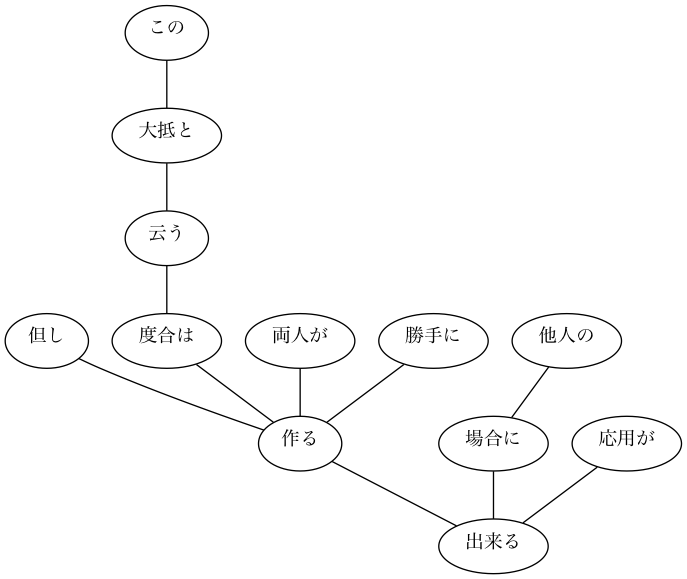 この
大抵と
云う
但し
度合は
両人が
勝手に
他人の
作る
場合に
応用が
出来る